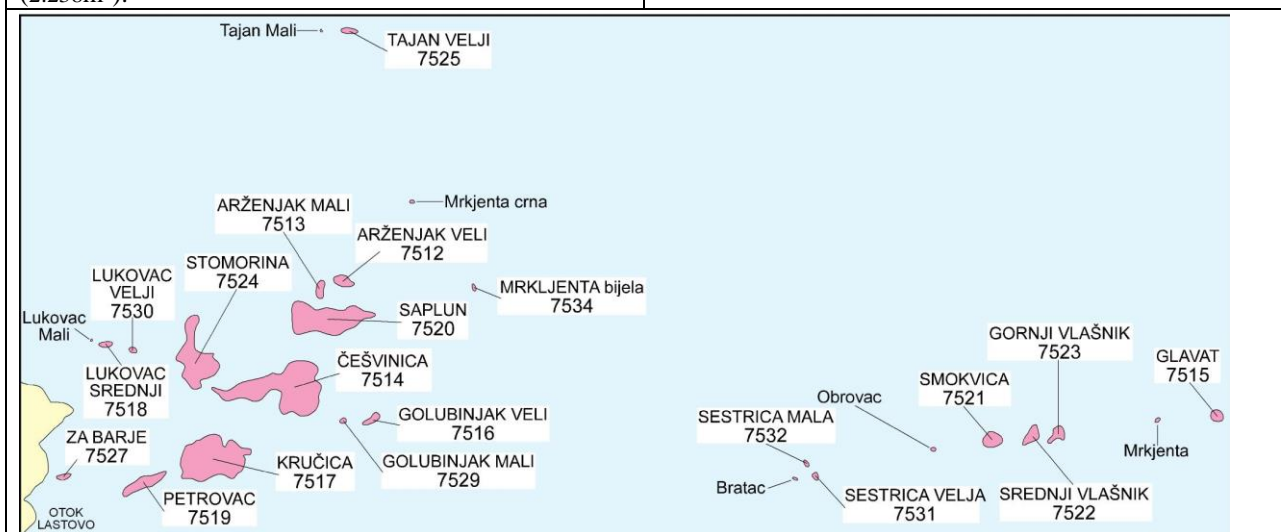 (2.258m²).
Tajan Mali
TAJAN VELJI
7525
Mrkjenta crna
ARŽENJAK MALI
7513
ARŽENJAK VELI
7512
STOMORINA
7524
LUKOVAC
VELJI
7530
MRKLJENTA bijela
7534
Lukovac
Mali
SAPLUN
7520
LUKOVAC
SREDNJI
7518
ČEŠVINICA
7514
GORNJI VLAŠNIK
7523
GLAVAT
7515
SMOKVICA
7521
Obrovac
GOLUBINJAK VELI
7516
SESTRICA MALA
7532
ZA BARJE
7527
KRUČICA
7517
GOLUBINJAK MALI
7529
Mrkjenta
Bratac
SESTRICA VELJA
7531
SREDNJI VLAŠNIK
7522
PETROVAC
7519
OTOK
LASTOVO